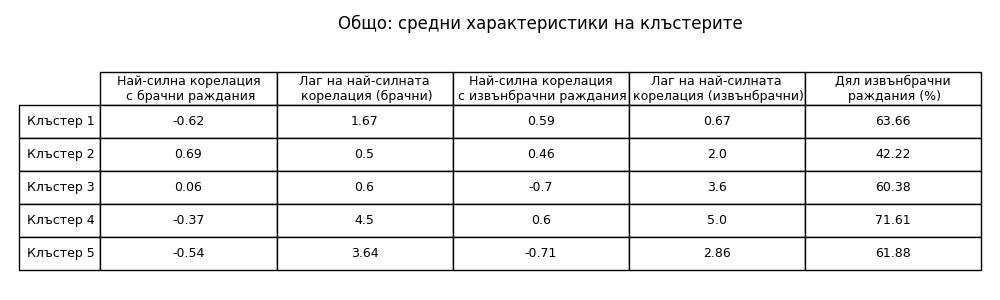 Общо: средни характеристики на клъстерите
Най-силна корелация с брачни раждания Лаг на най-силната корелация (брачни) Най-силна корелация с извънбрачни раждания Лаг на най-силната корелация (извънбрачни) Дял извънбрачни раждания (%)
Клъстер 1 -0.62 1.67 0.59 0.67 63.66
Клъстер 2 0.69 0.5 0.46 2.0 42.22
Клъстер 3 0.06 0.6 -0.7 3.6 60.38
Клъстер 4 -0.37 4.5 0.6 5.0 71.61
Клъстер 5 -0.54 3.64 -0.71 2.86 61.88